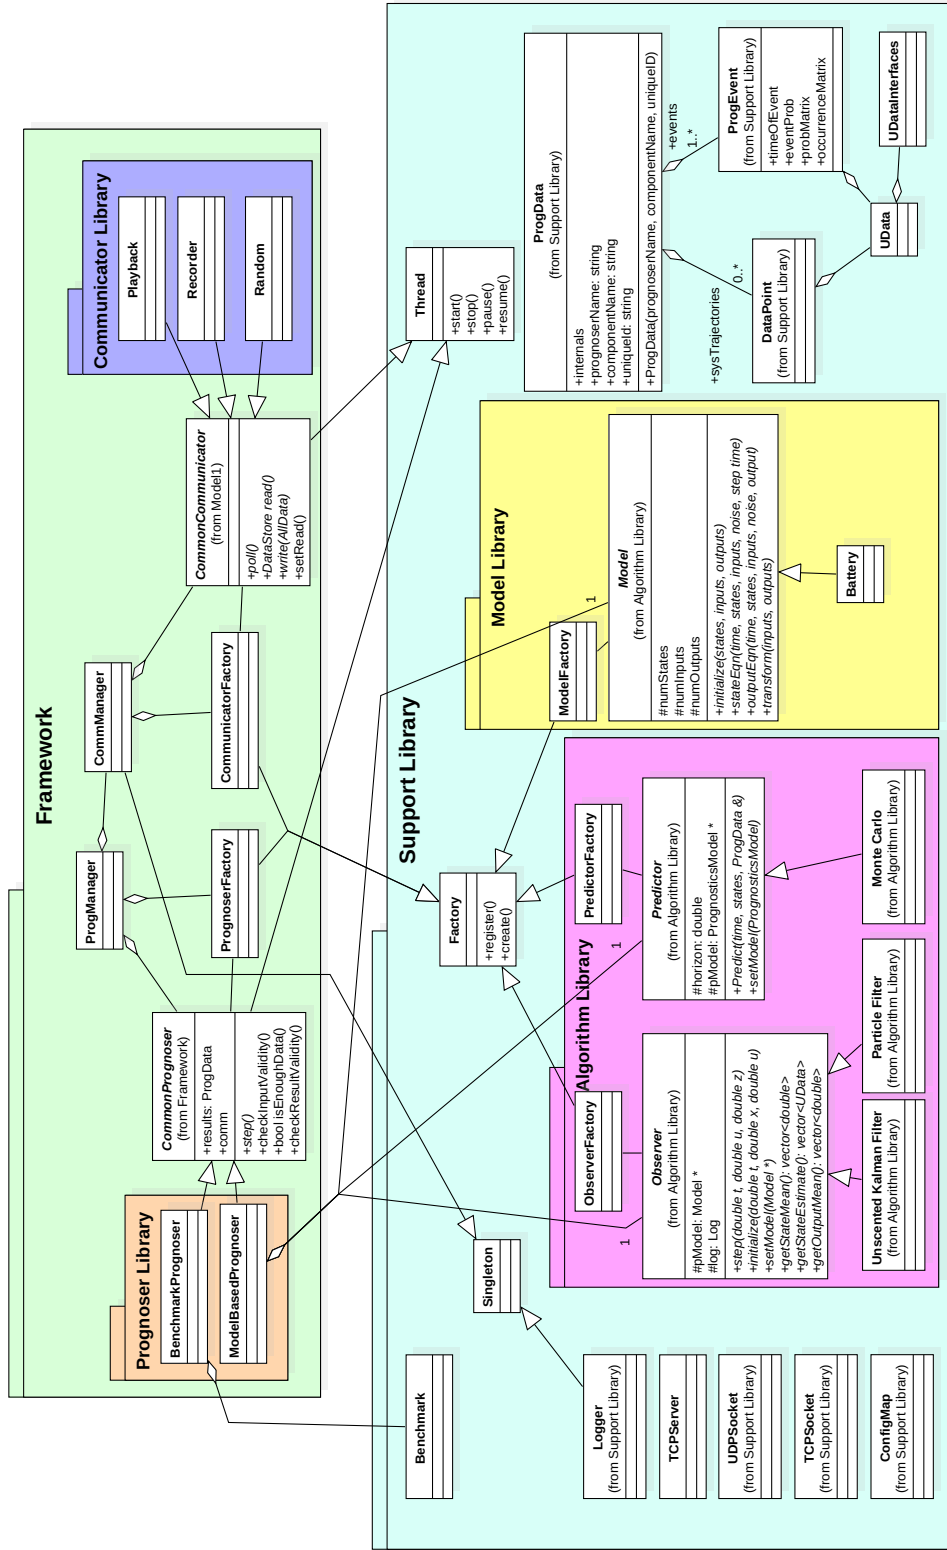 Framework
Prognoser Library
BenchmarkPrognoser
ModelBasedPrognoser
CommonPrognoser
(from Framework)
+results: ProgData
+comm
+step()
+checkInputValidity()
+bool isEnoughData()
+checkResultValidity()
ProgManager
PrognoserFactory
CommManager
CommunicatorFactory
CommonCommunicator
(from Model1)
+poll()
+DataStore read()
+write(AllData)
+setRead()
Communicator Library
Playback
Recorder
Random
Support Library
Benchmark
Logger
(from Support Library)
TCPServer
UDPSocket
(from Support Library)
TCPSocket
(from Support Library)
ConfigMap
(from Support Library)
Singleton
Factory
+register()
+create()
Thread
+start()
+stop()
+pause()
+resume()
Algorithm Library
ObserverFactory
1
Observer
(from Algorithm Library)
#pModel: Model *
#log: Log
+step(double t, double u, double z)
+initialize(double t, double x, double u)
+setModel(Model *)
+getStateMean(): vector<double>
+getStateEstimate(): vector<UData>
+getOutputMean(): vector<double>
Unscented Kalman Filter
(from Algorithm Library)
Particle Filter
(from Algorithm Library)
PredictorFactory
1
Predictor
(from Algorithm Library)
#horizon: double
#pModel: PrognosticsModel *
+Predict(time, states, ProgData &)
+setModel(PrognosticsModel)
Monte Carlo
(from Algorithm Library)
Model Library
ModelFactory
1
Model
(from Algorithm Library)
#numStates
#numInputs
#numOutputs
+initialize(states, inputs, outputs)
+stateEqn(time, states, inputs, noise, step time)
+outputEqn(time, states, inputs, noise, output)
+transform(inputs, outputs)
Battery
ProgData
(from Support Library)
+internals
+prognoserName: string
+componentName: string
+uniqueId: string
+ProgData(prognoserName, componentName, uniqueID)
+sysTrajectories
0..*
+events
1..*
DataPoint
(from Support Library)
ProgEvent
(from Support Library)
+timeOfEvent
+eventProb
+probMatrix
+occurrenceMatrix
UData
UDataInterfaces